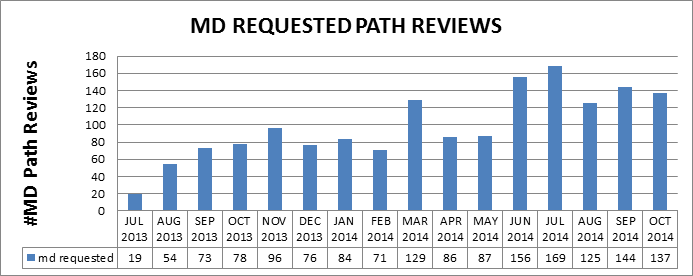 MD REQUESTED PATH REVIEWS
#MD Path Reviews
180
160
140
120
100
80
60
40
20
0
JUL AUG SEP OCT NOV DEC JAN FEB MAR APR MAY JUN JUL AUG SEP OCT
2013 2013 2013 2013 2013 2013 2014 2014 2014 2014 2014 2014 2014 2014 2014 2014
md requested 19 54 73 78 96 76 84 71 129 86 87 156 169 125 144 137